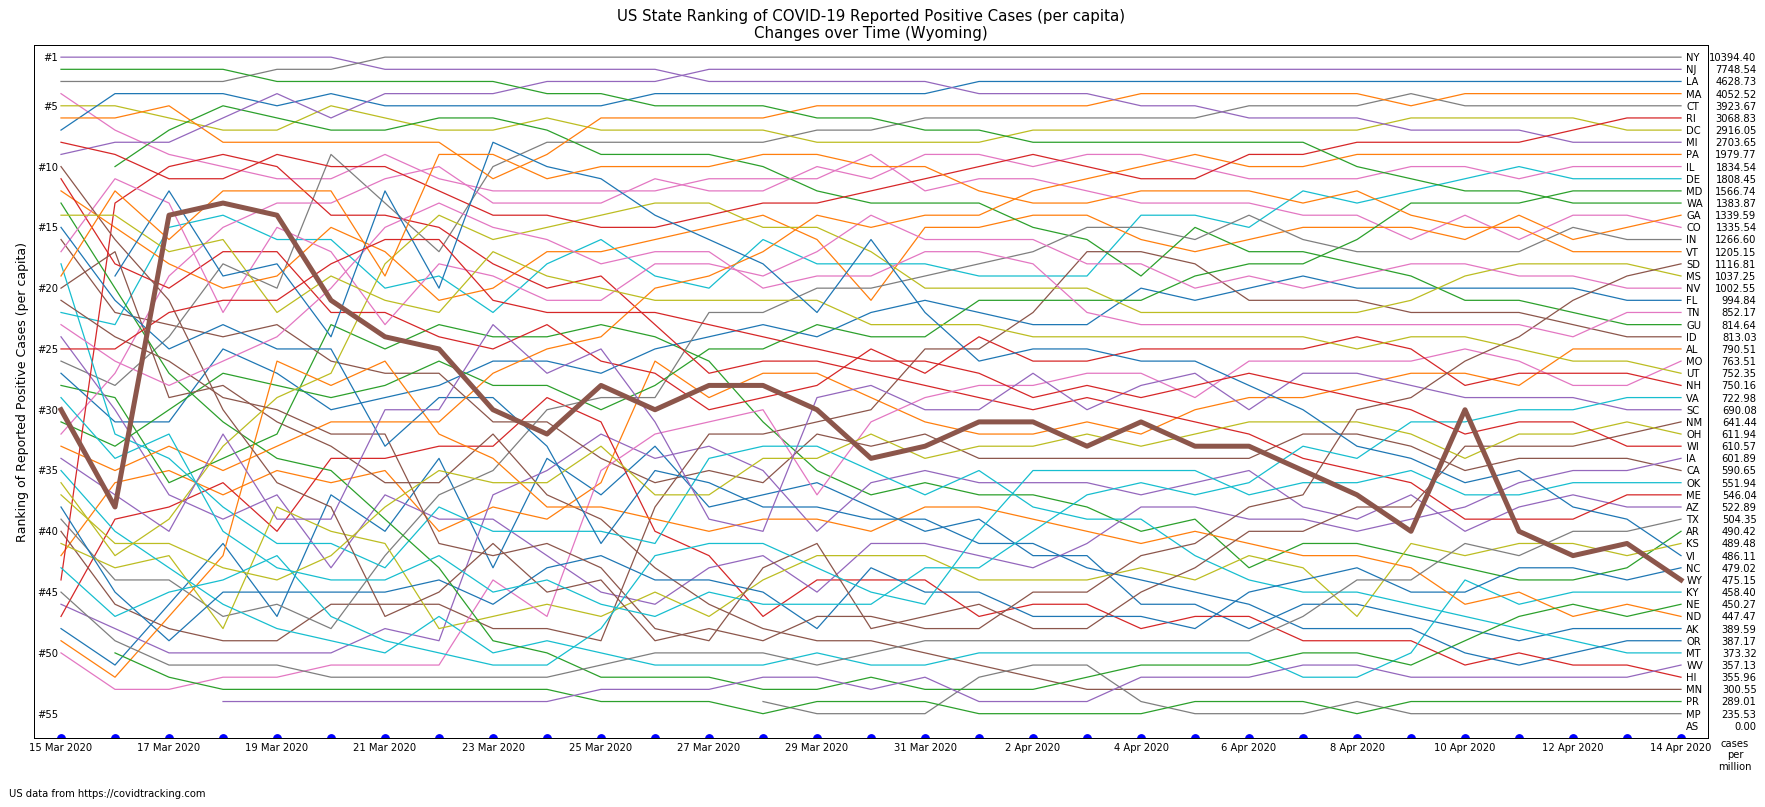 US State Ranking of COVID-19 Reported Positive Cases (per capita)
Changes over Time (Wyoming)
Ranking of Reported Positive Cases (per capita)
#1
#5
#10
#15
#20
#25
#30
#35
#40
#45
#50
#55
NY 10394.40
NJ 7748.54
LA 4628.73
MA 4052.52
CT 3923.67
RI 3068.83
DC 2916.05
MI 2703.65
PA 1979.77
IL 1834.54
DE 1808.45
MD 1566.74
WA 1383.87
GA 1339.59
CO 1335.54
IN 1266.60
VT 1205.15
SD 1116.81
MS 1037.25
NV 1002.55
FL 994.84
TN 852.17
GU 814.64
ID 813.03
AL 790.51
MO 763.51
UT 752.35
NH 750.16
VA 722.98
SC 690.08
NM 641.44
OH 611.94
WI 610.57
IA 601.89
CA 590.65
OK 551.94
ME 546.04
AZ 522.89
TX 504.35
AR 490.42
KS 489.48
VI 486.11
NC 479.02
WY 475.15
KY 458.40
NE 450.27
ND 447.47
AK 389.59
OR 387.17
MT 373.32
WV 357.13
HI 355.96
MN 300.55
PR 289.01
MP 235.53
AS 0.00
15 Mar 2020 17 Mar 2020 19 Mar 2020 21 Mar 2020 23 Mar 2020 25 Mar 2020 27 Mar 2020 29 Mar 2020 31 Mar 2020 2 Apr 2020 4 Apr 2020 6 Apr 2020 8 Apr 2020 10 Apr 2020 12 Apr 2020 14 Apr 2020
cases
per
million
US data from https://covidtracking.com